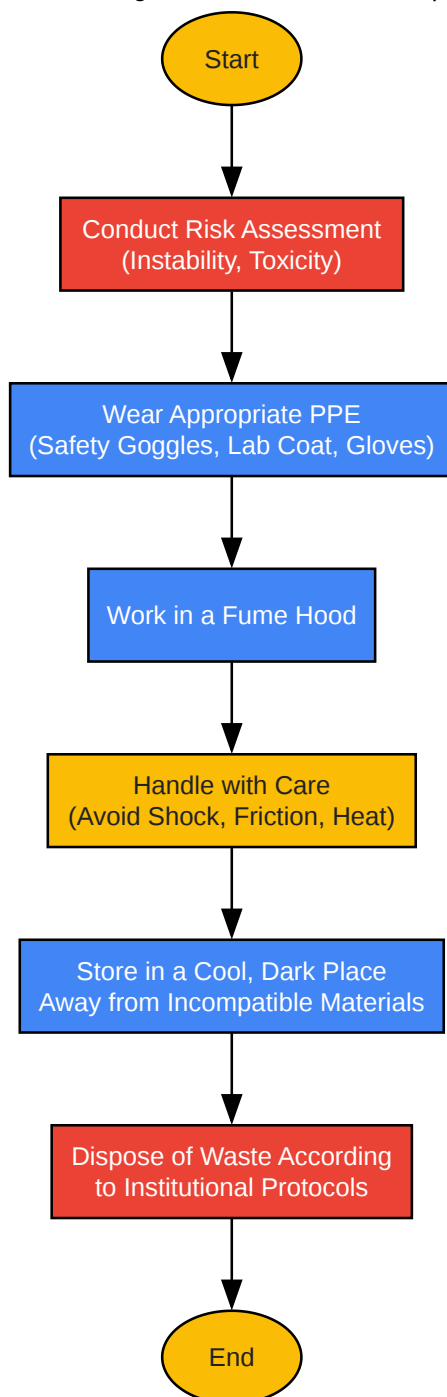 Start
Conduct Risk Assessment
(Instability, Toxicity)
Wear Appropriate PPE
(Safety Goggles, Lab Coat, Gloves)
Work in a Fume Hood
Handle with Care
(Avoid Shock, Friction, Heat)
Store in a Cool, Dark Place
Away from Incompatible Materials
Dispose of Waste According
to Institutional Protocols
End